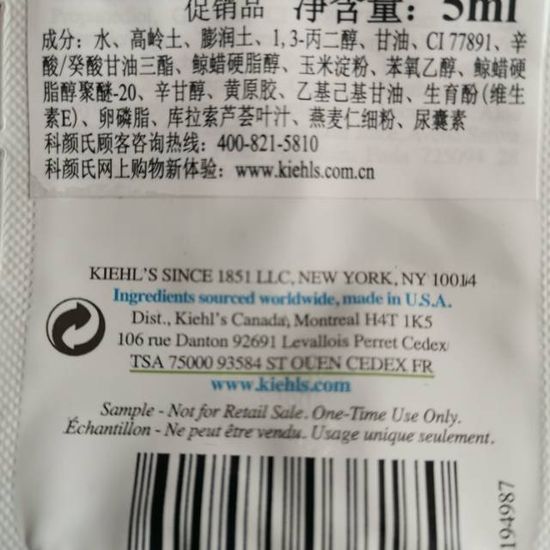 促销品 净含量：5ml
成分：水、高岭土、膨润土、1,3-丙二醇、甘油、CI 77891、辛
酸/癸酸甘油三酯、鲸蜡硬脂醇、玉米淀粉、苯氧乙醇、鲸蜡硬
脂醇聚醚-20、辛甘醇、黄原胶、乙基己基甘油、生育酚(维生
素E)、卵磷脂、库拉索芦荟叶汁、燕麦仁细粉、尿囊素
科颜氏顾客咨询热线：400-821-5810
科颜氏网上购物新体验：www.kiehls.com.cn
KIEHL'S SINCE 1851 LLC, NEW YORK, NY 10014
Ingredients sourced worldwide, made in U.S.A.
Dist., Kiehl's Canada, Montreal H4T 1K5
106 rue Danton 92691 Levallois Perret Cedex
TSA 75000 93584 ST OUEN CEDEX FR
www.kiehls.com
Sample - Not for Retail Sale. One-Time Use Only.
Échantillon - Ne peut être vendu. Usage unique seulement.
194987